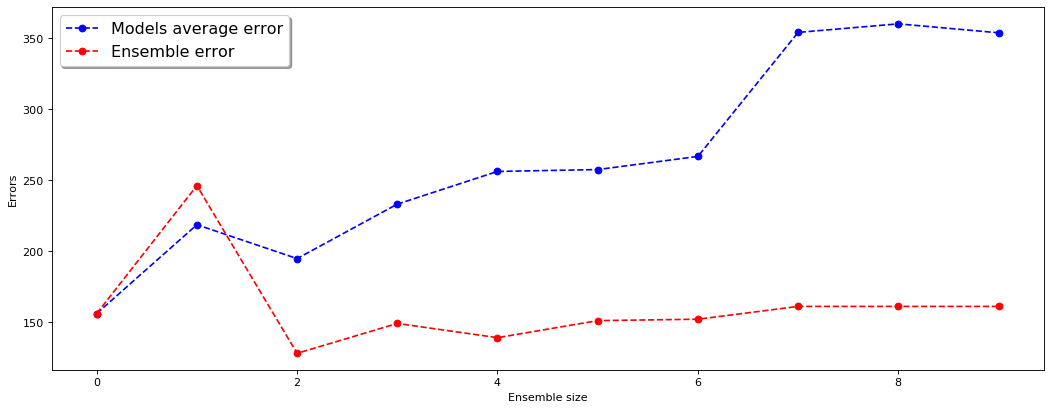 Models average error
Ensemble error
350
300
250
200
150
Errors
0 2 4 6 8
Ensemble size